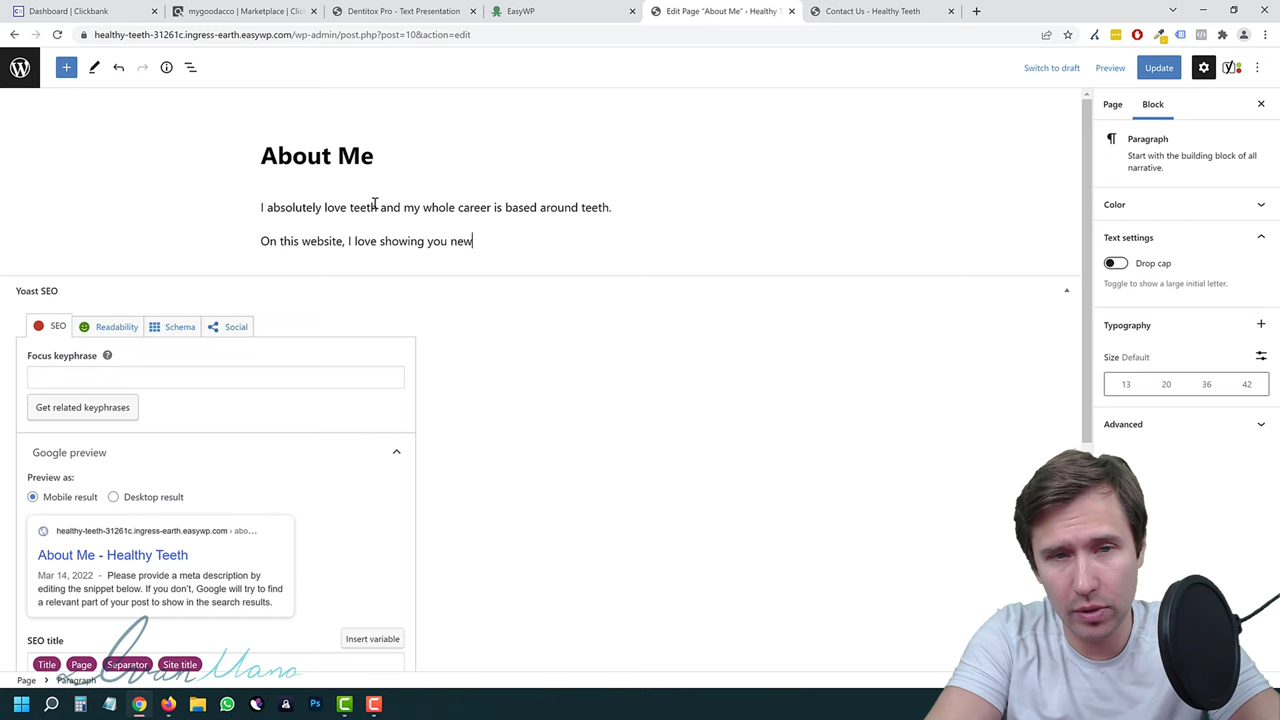 Dashboard | Clickbank
mygoodacco | Marketplace | Click
Dentitox Pro - Text Presentation
EasyWP
Edit Page "About Me" ‹ Healthy T
Contact Us - Healthy Teeth
healthy-teeth-31261c.ingress-earth.easywp.com/wp-admin/post.php?post=10&action=edit
Switch to draft
Preview
Update
Page
Block
About Me
Paragraph
Start with the building block of all
narrative.
I absolutely love teeth and my whole career is based around teeth.
Color
On this website, I love showing you new
Text settings
Drop cap
Toggle to show a large initial letter.
Yoast SEO
SEO
Readability
Schema
Social
Typography
Focus keyphrase
Size Default
13 20 36 42
Get related keyphrases
Advanced
Google preview
Preview as:
Mobile result
Desktop result
healthy-teeth-31261c.ingress-earth.easywp.com › abo...
About Me - Healthy Teeth
Mar 14, 2022 - Please provide a meta description by
editing the snippet below. If you don't, Google will try to find
a relevant part of your post to show in the search results.
SEO title
Insert variable
Title Page Separator Site title
Ivan Mana
Page
Paragraph